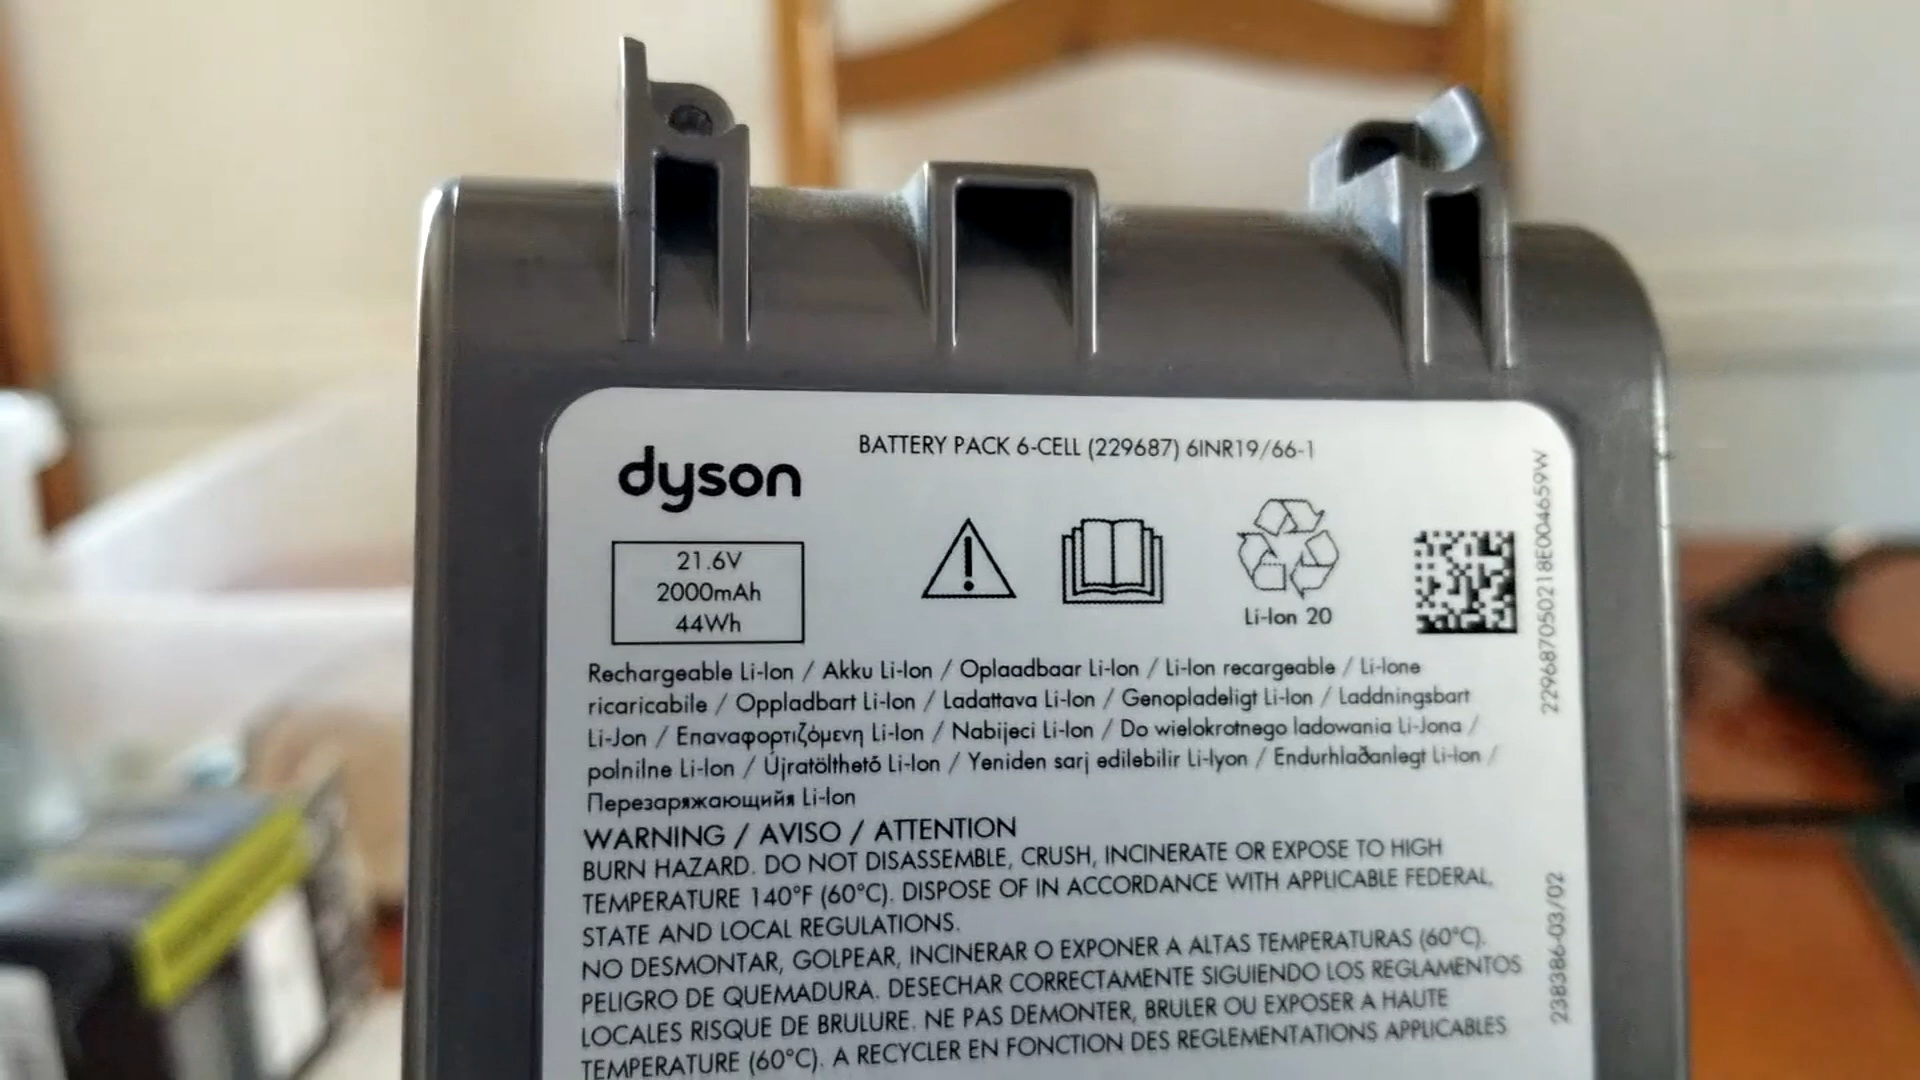 BATTERY PACK 6-CELL (229687) 6INR19/66-1
dyson
21.6V
2000mAh
44Wh
Li-Ion 20
229687050218E004659W
Rechargeable Li-Ion / Akku Li-Ion / Oplaadbaar Li-Ion / Li-Ion recargeable / Li-Ione
ricaricabile / Oppladbart Li-Ion / Ladattava Li-Ion / Genopladeligt Li-Ion / Laddningsbart
Li-Jon / Επαναφορτιζόμενη Li-Ion / Nabijeci Li-Ion / Do wielokrotnego ladowania Li-Jona /
polnilne Li-Ion / Újratölthető Li-Ion / Yeniden sarj edilebilir Li-Iyon / Endurhlaðanlegt Li-Ion /
Перезаряжающийя Li-Ion
WARNING / AVISO / ATTENTION
BURN HAZARD. DO NOT DISASSEMBLE, CRUSH, INCINERATE OR EXPOSE TO HIGH
TEMPERATURE 140°F (60°C). DISPOSE OF IN ACCORDANCE WITH APPLICABLE FEDERAL,
STATE AND LOCAL REGULATIONS.
NO DESMONTAR, GOLPEAR, INCINERAR O EXPONER A ALTAS TEMPERATURAS (60°C).
PELIGRO DE QUEMADURA. DESECHAR CORRECTAMENTE SIGUIENDO LOS REGLAMENTOS
LOCALES RISQUE DE BRULURE. NE PAS DEMONTER, BRULER OU EXPOSER A HAUTE
TEMPERATURE (60°C). A RECYCLER EN FONCTION DES REGLEMENTATIONS APPLICABLES
238386-03/02